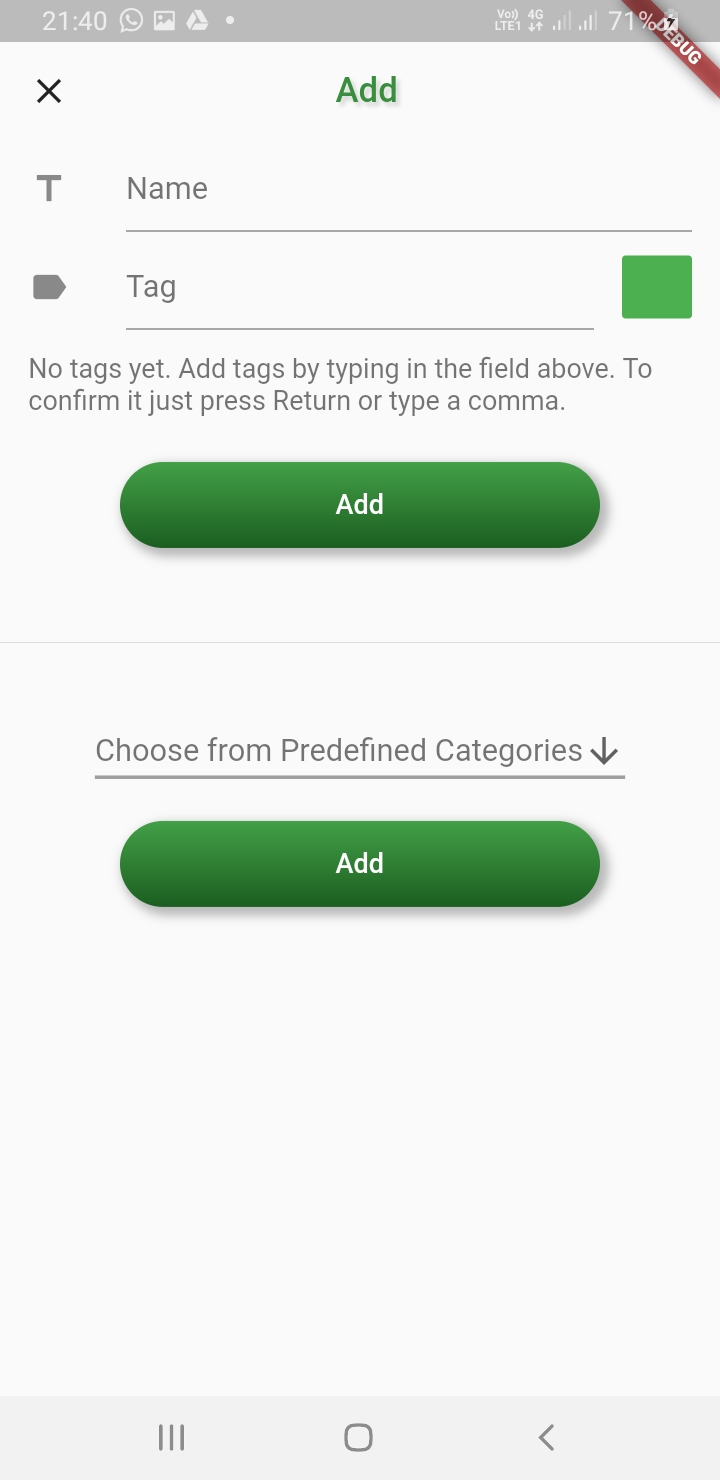 21:40
Vo)) 4G
LTE1
71%
DEBUG
Add
Name
Tag
No tags yet. Add tags by typing in the field above. To
confirm it just press Return or type a comma.
Add
Choose from Predefined Categories
Add